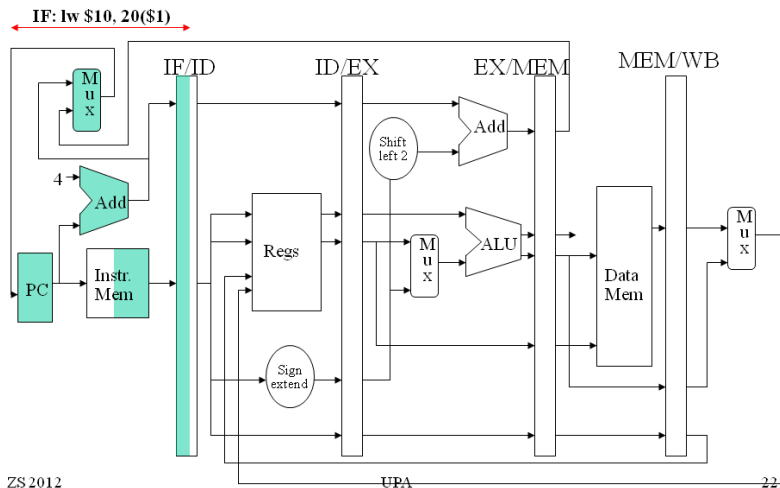 IF: lw $10, 20($1)
IF/ID
ID/EX
EX/MEM
MEM/WB
M
u
x
4
Add
PC
Instr.
Mem
Regs
Sign
extend
Shift
left 2
Add
M
u
x
ALU
Data
Mem
M
u
x
ZS 2012
UPA
22